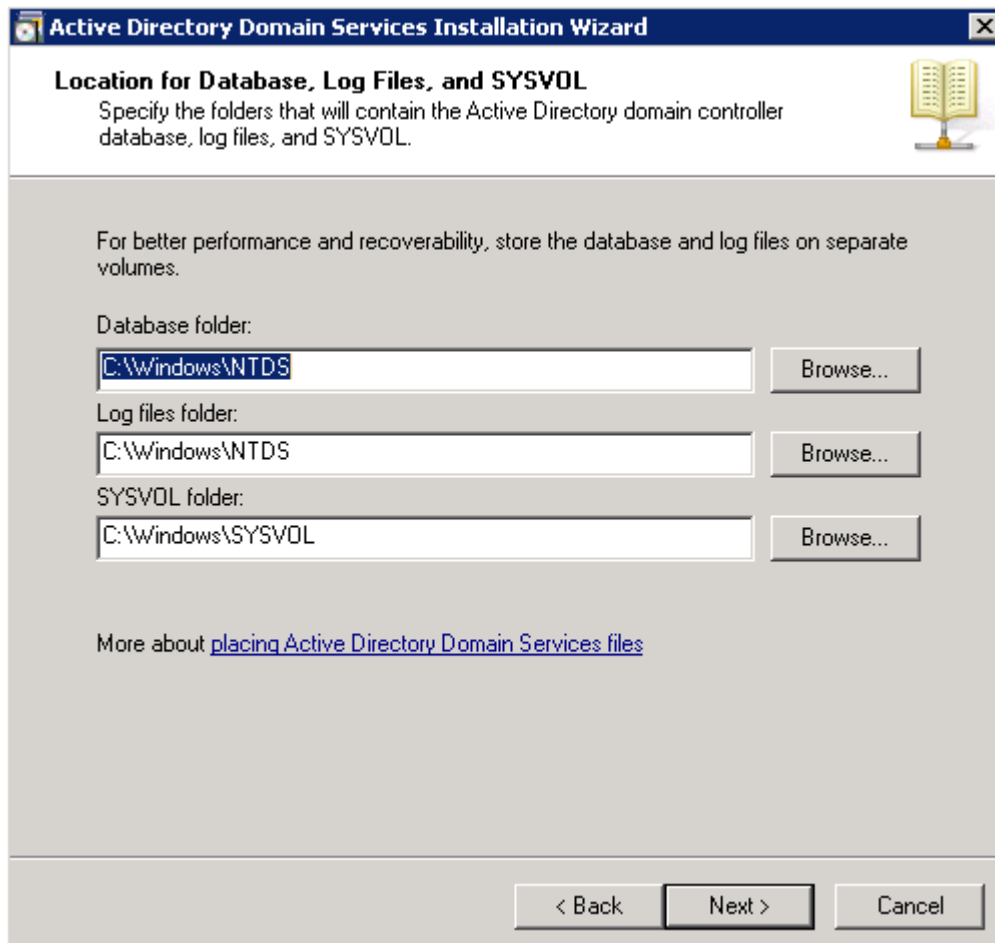 Active Directory Domain Services Installation Wizard
Location for Database, Log Files, and SYSVOL
Specify the folders that will contain the Active Directory domain controller
database, log files, and SYSVOL.
For better performance and recoverability, store the database and log files on separate
volumes.
Database folder:
C:\Windows\NTDS
Browse...
Log files folder:
C:\Windows\NTDS
Browse...
SYSVOL folder:
C:\Windows\SYSVOL
Browse...
More about placing Active Directory Domain Services files
< Back
Next >
Cancel